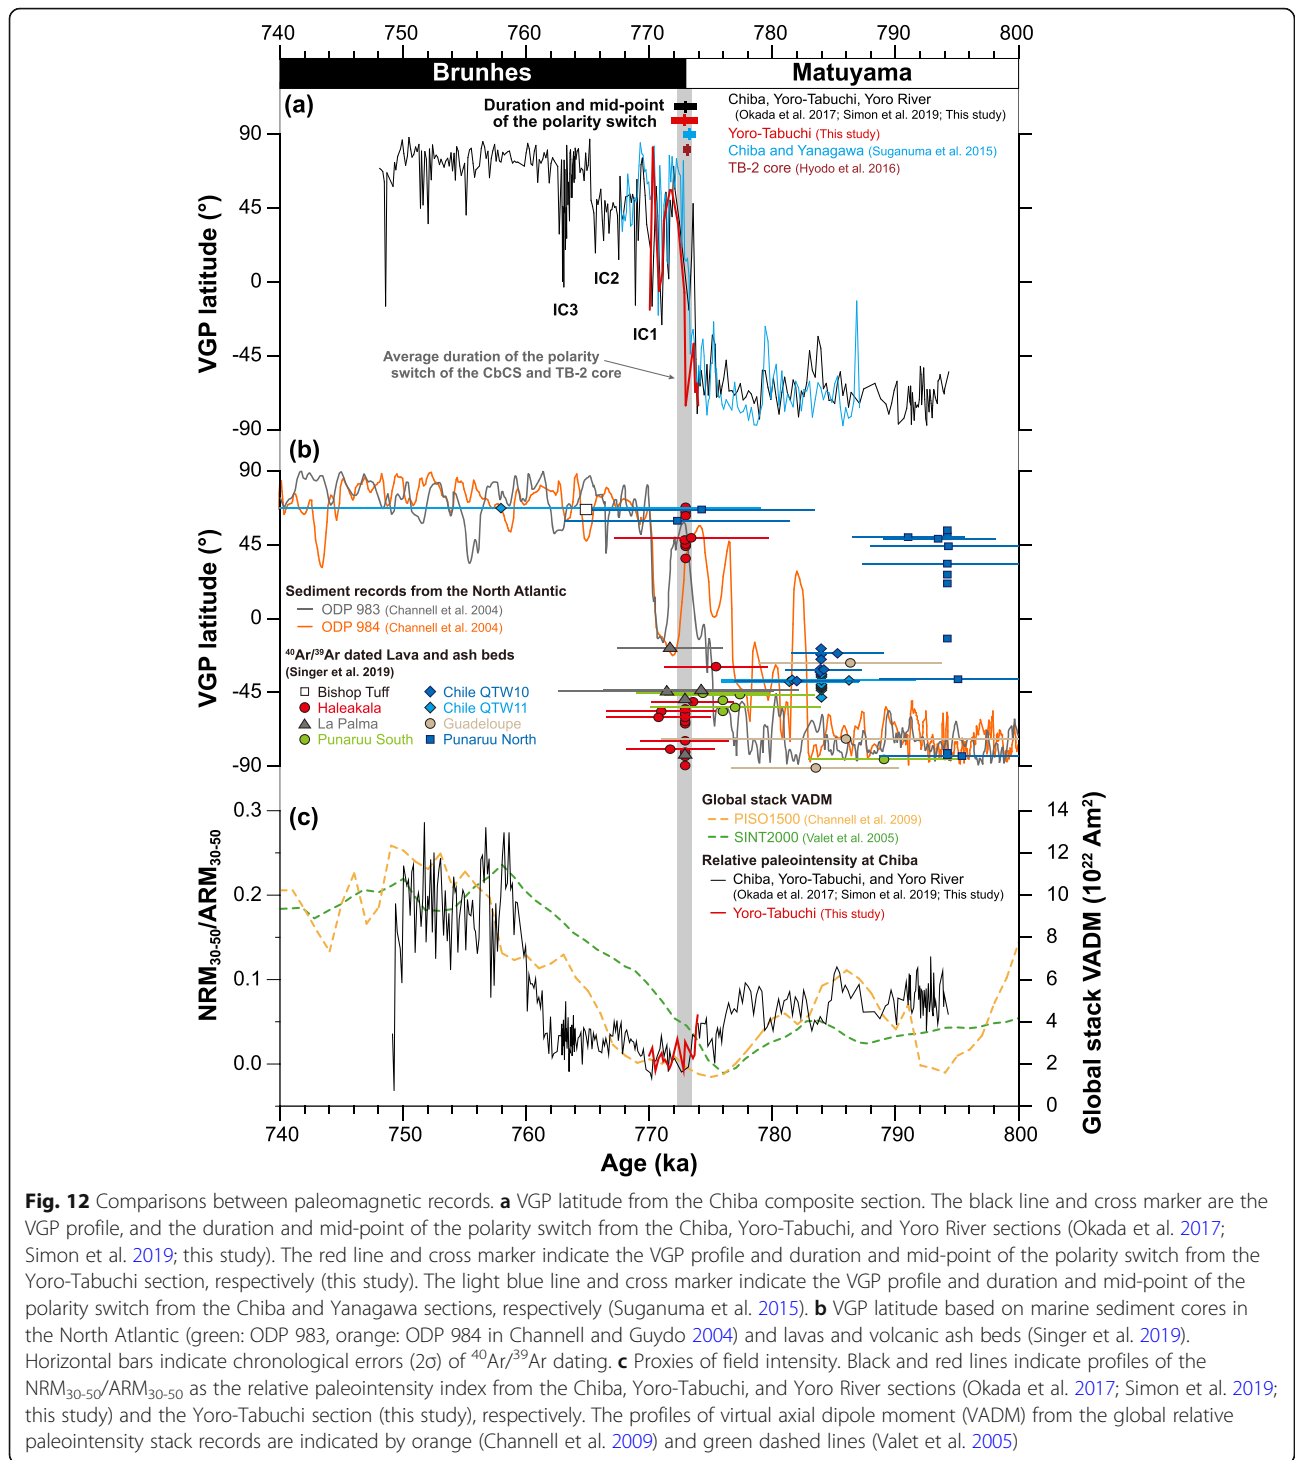 740 750 760 770 780 790 800
Brunhes Matuyama
(a)
Duration and mid-point
of the polarity switch
Chiba, Yoro-Tabuchi, Yoro River
(Okada et al. 2017; Simon et al. 2019; This study)
Yoro-Tabuchi (This study)
Chiba and Yanagawa (Suganuma et al. 2015)
TB-2 core (Hyodo et al. 2016)
90
45
0
-45
-90
VGP latitude (°)
IC3
IC2
IC1
Average duration of the polarity
switch of the CbCS and TB-2 core
(b)
90
45
0
-45
-90
VGP latitude (°)
Sediment records from the North Atlantic
ODP 983 (Channell et al. 2004)
ODP 984 (Channell et al. 2004)
⁴⁰Ar/³⁹Ar dated Lava and ash beds
(Singer et al. 2019)
Bishop Tuff Chile QTW10
Haleakala Chile QTW11
La Palma Guadeloupe
Punaruu South Punaruu North
(c)
0.3
0.2
0.1
0.0
NRM30-50/ARM30-50
Global stack VADM
PISO1500 (Channell et al. 2009)
SINT2000 (Valet et al. 2005)
Relative paleointensity at Chiba
Chiba, Yoro-Tabuchi, and Yoro River
(Okada et al. 2017; Simon et al. 2019; This study)
Yoro-Tabuchi (This study)
14
12
10
8
6
4
2
0
Global stack VADM (10²² Am²)
740 750 760 770 780 790 800
Age (ka)
Fig. 12 Comparisons between paleomagnetic records. a VGP latitude from the Chiba composite section. The black line and cross marker are the
VGP profile, and the duration and mid-point of the polarity switch from the Chiba, Yoro-Tabuchi, and Yoro River sections (Okada et al. 2017;
Simon et al. 2019; this study). The red line and cross marker indicate the VGP profile and duration and mid-point of the polarity switch from the
Yoro-Tabuchi section, respectively (this study). The light blue line and cross marker indicate the VGP profile and duration and mid-point of the
polarity switch from the Chiba and Yanagawa sections, respectively (Suganuma et al. 2015). b VGP latitude based on marine sediment cores in
the North Atlantic (green: ODP 983, orange: ODP 984 in Channell and Guydo 2004) and lavas and volcanic ash beds (Singer et al. 2019).
Horizontal bars indicate chronological errors (2σ) of ⁴⁰Ar/³⁹Ar dating. c Proxies of field intensity. Black and red lines indicate profiles of the
NRM30-50/ARM30-50 as the relative paleointensity index from the Chiba, Yoro-Tabuchi, and Yoro River sections (Okada et al. 2017; Simon et al. 2019;
this study) and the Yoro-Tabuchi section (this study), respectively. The profiles of virtual axial dipole moment (VADM) from the global relative
paleointensity stack records are indicated by orange (Channell et al. 2009) and green dashed lines (Valet et al. 2005)